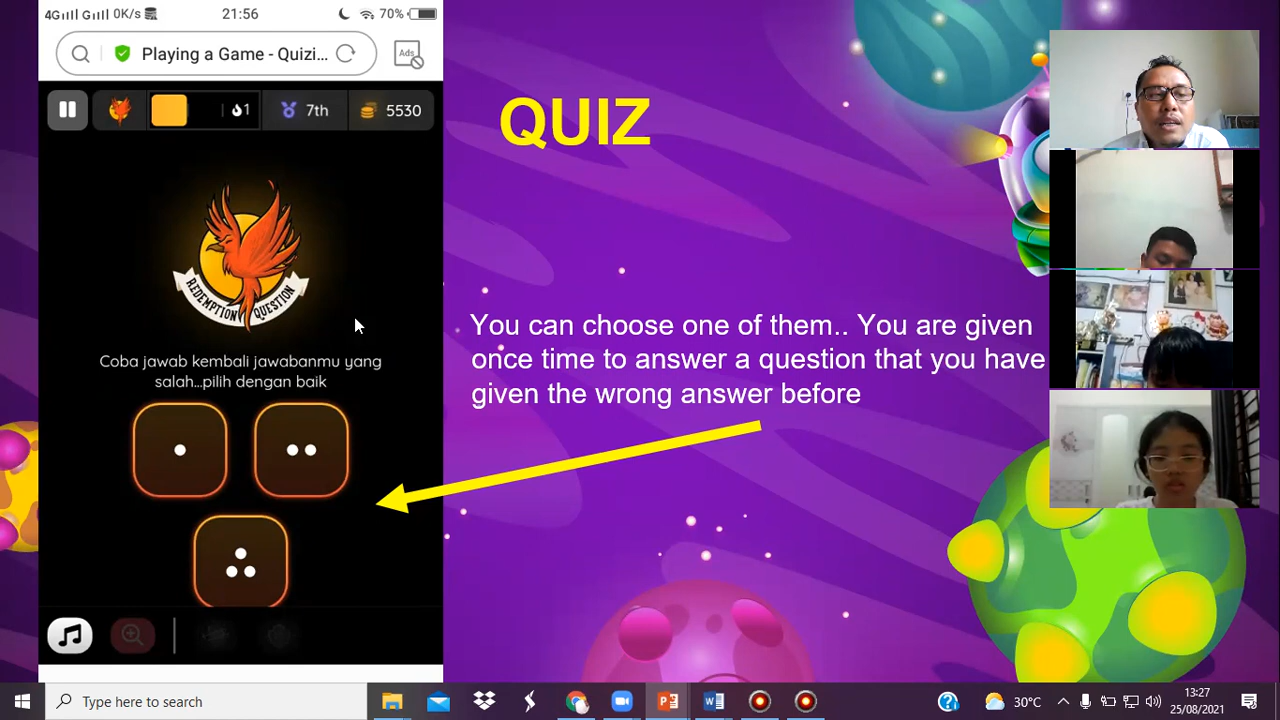 4G 0K/s 21:56 70%
Playing a Game - Quizi...
Ads
1 7th 5530
QUIZ
REDEMPTION QUESTION
You can choose one of them.. You are given
once time to answer a question that you have
given the wrong answer before
Coba jawab kembali jawabanmu yang
salah...pilih dengan baik
Type here to search
30°C
13:27
25/08/2021